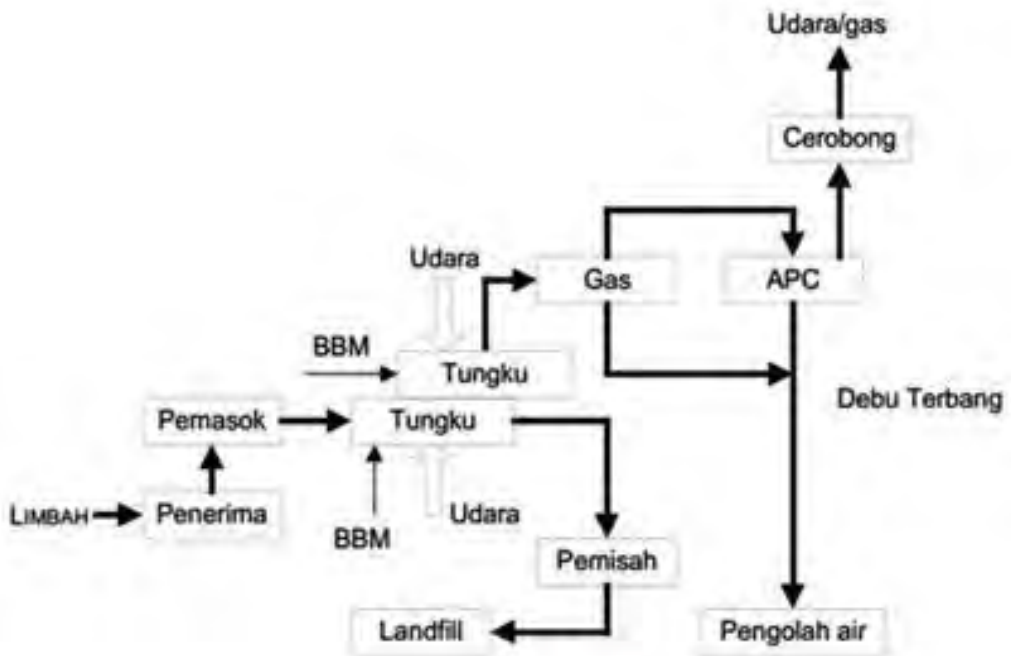 Udara/gas
Cerobong
Udara
Gas
APC
BBM
Tungku
Debu Terbang
Pemasok
Tungku
LIMBAH
Penerima
BBM
Udara
Pemisah
Landfill
Pengolah air